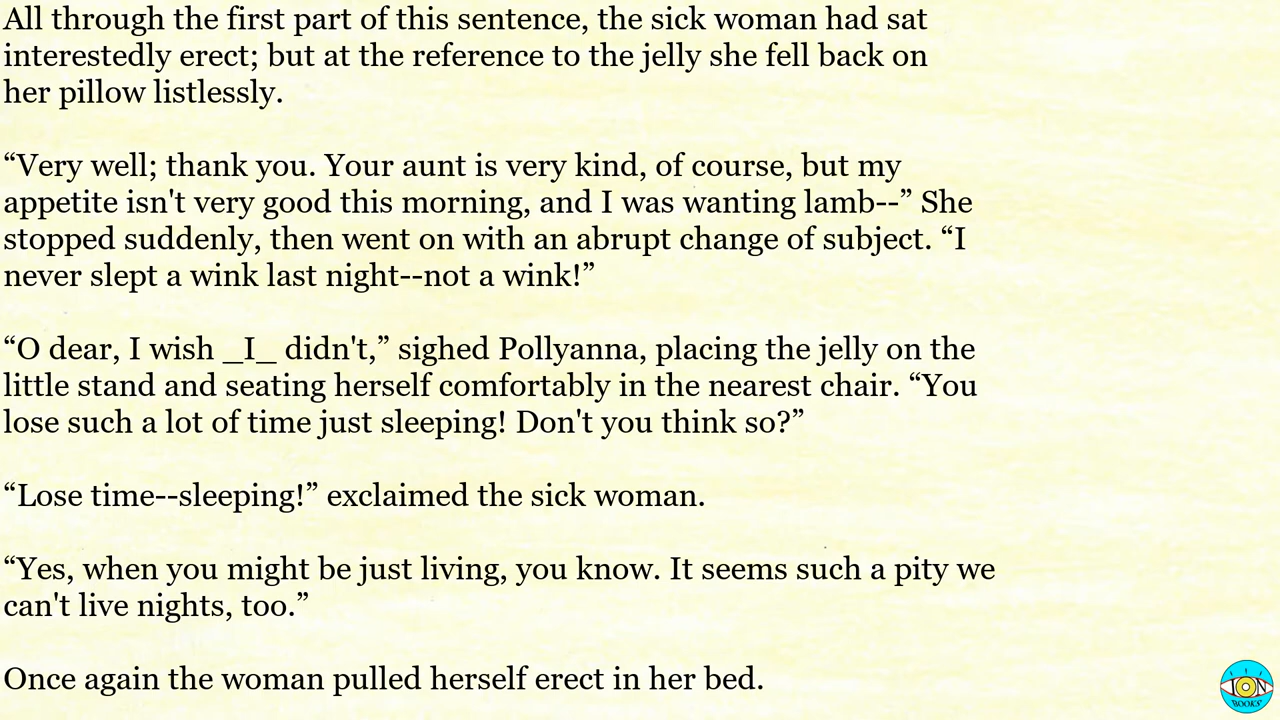 All through the first part of this sentence, the sick woman had sat
interestedly erect; but at the reference to the jelly she fell back on
her pillow listlessly.
“Very well; thank you. Your aunt is very kind, of course, but my
appetite isn't very good this morning, and I was wanting lamb--” She
stopped suddenly, then went on with an abrupt change of subject. “I
never slept a wink last night--not a wink!”
“O dear, I wish _I_ didn't,” sighed Pollyanna, placing the jelly on the
little stand and seating herself comfortably in the nearest chair. “You
lose such a lot of time just sleeping! Don't you think so?”
“Lose time--sleeping!” exclaimed the sick woman.
“Yes, when you might be just living, you know. It seems such a pity we
can't live nights, too.”
Once again the woman pulled herself erect in her bed.
ION
BOOKS